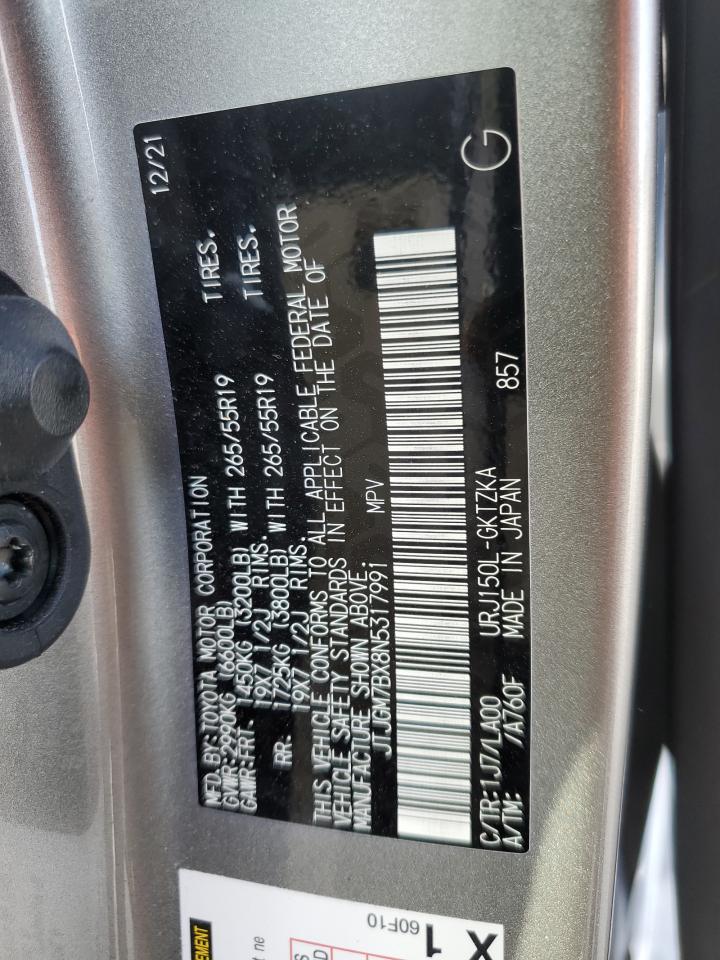 12/21
MFD.BY:TOYOTA MOTOR CORPORATION
GVWR:2990KG (6600LB)
GAWR:FRT. 1450KG (3200LB) WITH 265/55R19 TIRES.
19X7 1/2J RIMS.
RR: 1725KG (3800LB) WITH 265/55R19 TIRES.
19X7 1/2J RIMS.
THIS VEHICLE CONFORMS TO ALL APPLICABLE FEDERAL MOTOR
VEHICLE SAFETY STANDARDS IN EFFECT ON THE DATE OF
MANUFACTURE SHOWN ABOVE.
JTJGM7BX8N5317991 MPV
C/TR:1J7/LA00 URJ150L-GKTZKA 857
A/TM: /A760F MADE IN JAPAN
G
EMENT
X 1
60F10